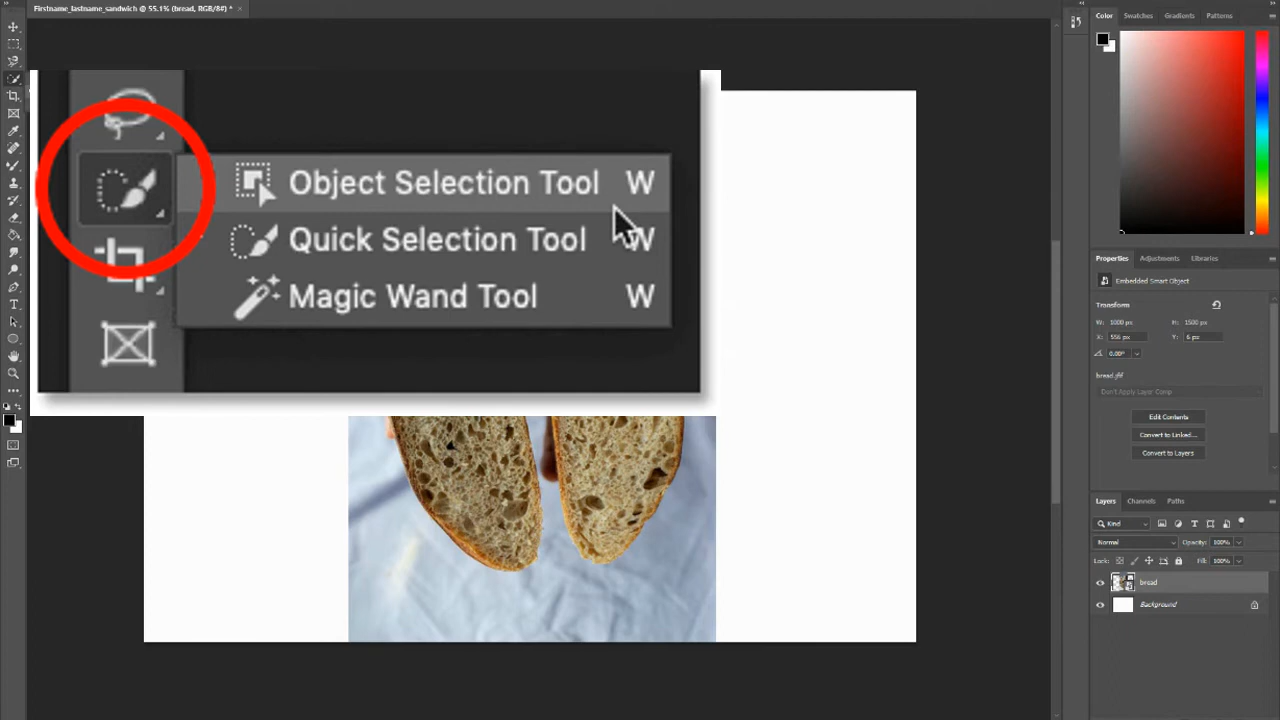 Firstname_lastname_sandwich @ 55.1% (bread, RGB/8#) * ×
Object Selection Tool W
Quick Selection Tool W
Magic Wand Tool W
Color Swatches Gradients Patterns
Properties Adjustments Libraries
Embedded Smart Object
Transform
W: 1000 px H: 1500 px
X: 556 px Y: 6 px
0.00°
bread.jfif
Don't Apply Layer Comp
Edit Contents
Convert to Linked...
Convert to Layers
Layers Channels Paths
Kind
Normal Opacity: 100%
Lock: Fill: 100%
bread
Background